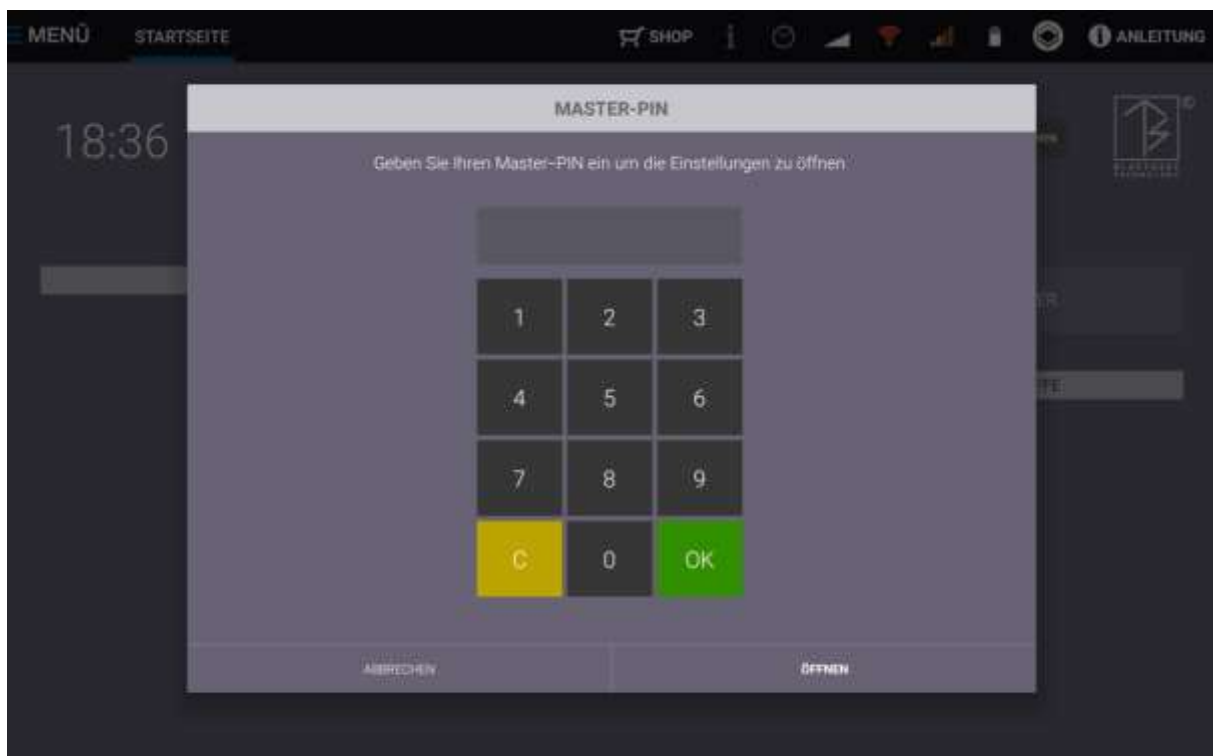 MENÜ
STARTSEITE
SHOP
ANLEITUNG
18:36
MASTER-PIN
Geben Sie Ihren Master-PIN ein um die Einstellungen zu öffnen
1 2 3
4 5 6
7 8 9
C 0 OK
ABBRECHEN
ÖFFNEN